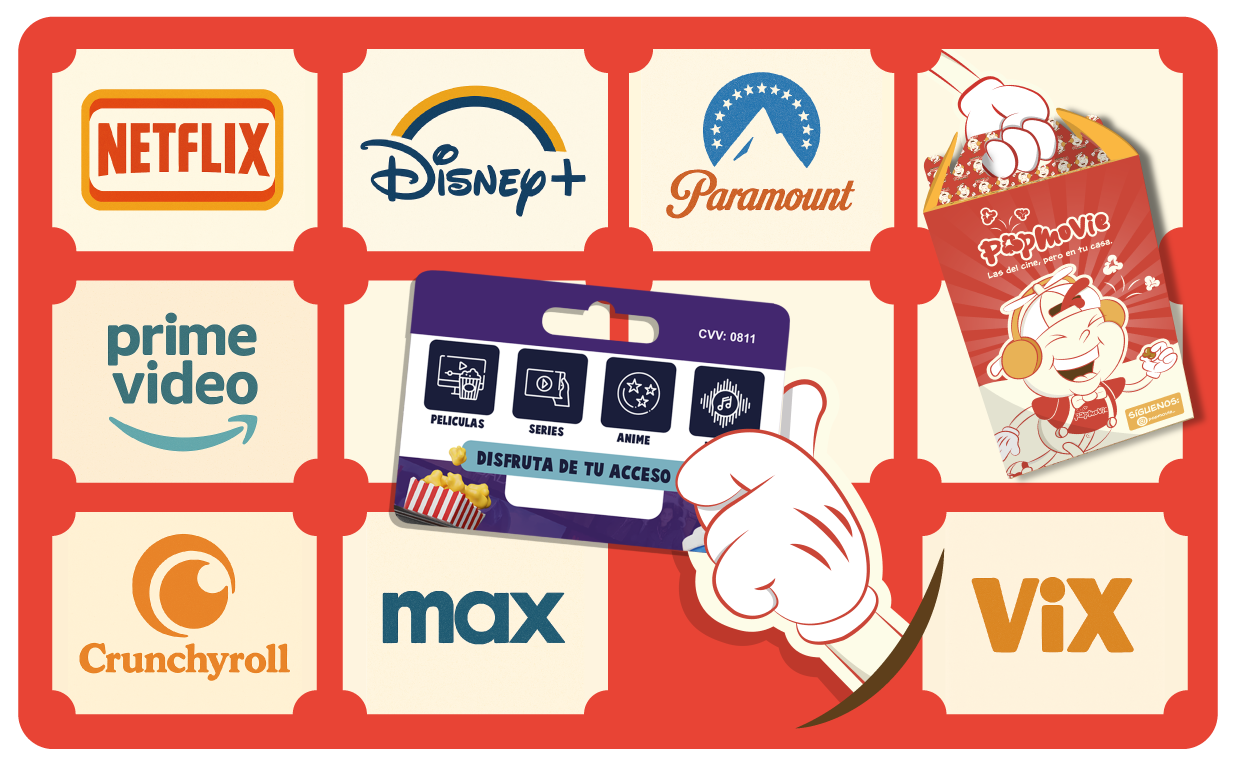 NETFLIX
DISNEY+
Paramount
popmovie
Las del cine, pero en tu casa.
popmovie
SÍGUENOS:
prime
video
CVV: 0811
PELICULAS
SERIES
ANIME
DISFRUTA DE TU ACCESO
Crunchyroll
max
ViX